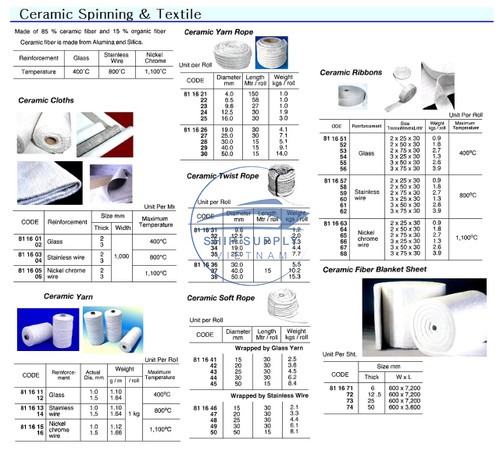 Ceramic Spinning & Textile
Made of 85 % ceramic fiber and 15 % organic fiber
Ceramic fiber is made from Alumina and Silica.
Reinforcement Glass Stainless Wire Nickel Chrome
Temperature 400°C 800°C 1,100°C
Ceramic Cloths
Unit Per Mt
CODE Reinforcement Size mm Maximum Temperature
Thick Width
81 16 01 Glass 2 1,000 400°C
02 3
81 16 03 Stainless wire 2 800°C
04 3
81 16 05 Nickel chrome wire 2 1,100°C
06 3
Ceramic Yarn
Unit Per Roll
CODE Reinforce-ment Actual Dia. mm Weight Maximum Temperature
g / m / roll
81 16 11 Glass 1.0 1.10 1 kg 400°C
12 1.5 1.64
81 16 13 Stainless wire 1.0 1.10 800°C
14 1.5 1.64
81 16 15 Nickel chrome wire 1.0 1.12 1,100°C
16 1.5 1.66
Ceramic Yarn Rope
Unit per Roll
CODE Diameter mm Length Mtr / roll Weight kgs / roll
81 16 21 4.0 150 1.0
22 6.5 58 1.0
23 9.6 27 1.0
24 12.5 30 1.9
25 16.0 30 3.0
81 16 26 19.0 30 4.1
27 25.0 30 7.1
28 30.0 15 5.1
29 40.0 15 9.1
30 50.0 15 14.0
Ceramic Twist Rope
Unit Per Roll
CODE Diameter mm Length Mtr / roll Weight kgs / roll
81 16 31 9.6 1.2
32 12.5 2.0
33
34 19.0 4.4
35 25.0 7.7
81 16 36 30.0 5.5
37 40.0 15 10.2
38 50.0 15.3
SHIP SUPPLY
VIETNAM
Ceramic Soft Rope
Unit Per Roll
CODE Diameter mm Length Mtr / roll Weight kgs / roll
Wrapped by Glass Yarn
81 16 41 15 30 2.5
42 20 30 3.6
43 25 30 4.5
44 30 30 6.2
45 50 15 8.4
Wrapped by Stainless Wire
81 16 46 15 30 2.1
47 20 30 3.3
48 25 30 4.4
49 30 30 6.1
50 50 15 8.1
Ceramic Ribbons
Unit Per Roll
CODE Reinforcement Size Weight kgs / roll Maximum Temperature
81 16 51 Glass 2 x 25 x 30 0.9 400°C
52 2 x 50 x 30 1.8
53 2 x 75 x 30 2.7
54 3 x 25 x 30 1.3
55 3 x 50 x 30 2.6
56 3 x 75 x 30 3.9
81 16 57 Stainless wire 2 x 25 x 30 0.9 800°C
58 2 x 50 x 30 1.8
59 2 x 75 x 30 2.7
60 3 x 25 x 30 1.3
61 3 x 50 x 30 2.6
62 3 x 75 x 30 3.9
81 16 63 Nickel chrome wire 2 x 25 x 30 0.9 1,100°C
64 2 x 50 x 30 1.8
65 2 x 75 x 30 2.7
66 3 x 25 x 30 1.3
67 3 x 50 x 30 2.6
68 3 x 75 x 30 3.9
Ceramic Fiber Blanket Sheet
Unit Per Sht.
CODE Size mm
Thick W x L
81 16 71 6 600 x 7,200
72 12.5 600 x 7,200
73 25 600 x 7,200
74 50 600 x 3,600